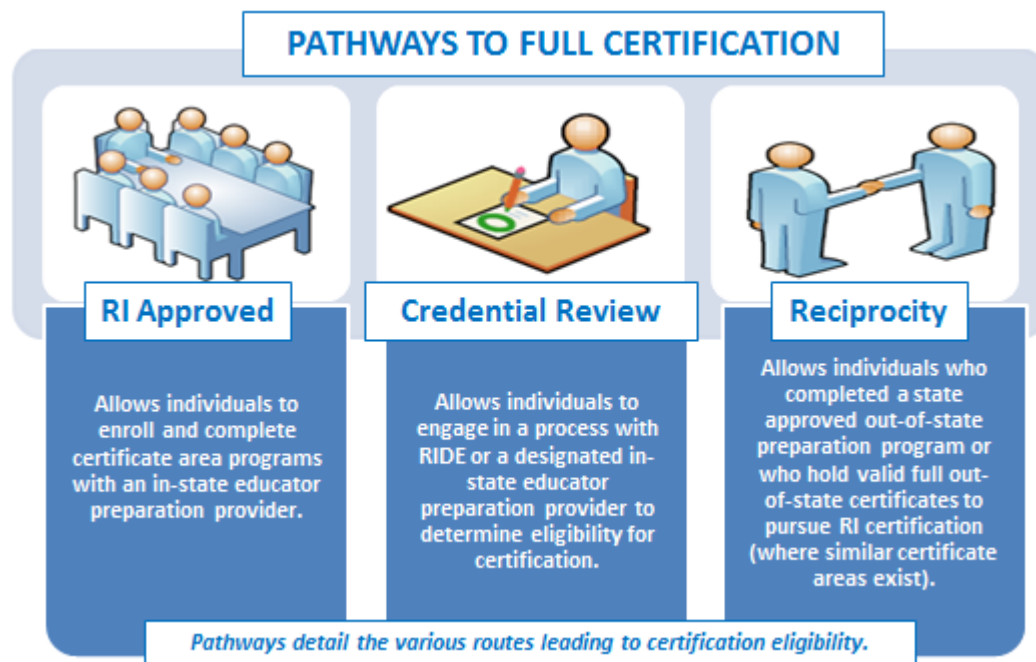 PATHWAYS TO FULL CERTIFICATION
RI Approved
Allows individuals to
enroll and complete
certificate area programs
with an in-state educator
preparation provider.
Credential Review
Allows individuals to
engage in a process with
RIDE or a designated in-
state educator
preparation provider to
determine eligibility for
certification.
Reciprocity
Allows individuals who
completed a state
approved out-of-state
preparation program or
who hold valid full out-
of-state certificates to
pursue RI certification
(where similar certificate
areas exist).
Pathways detail the various routes leading to certification eligibility.